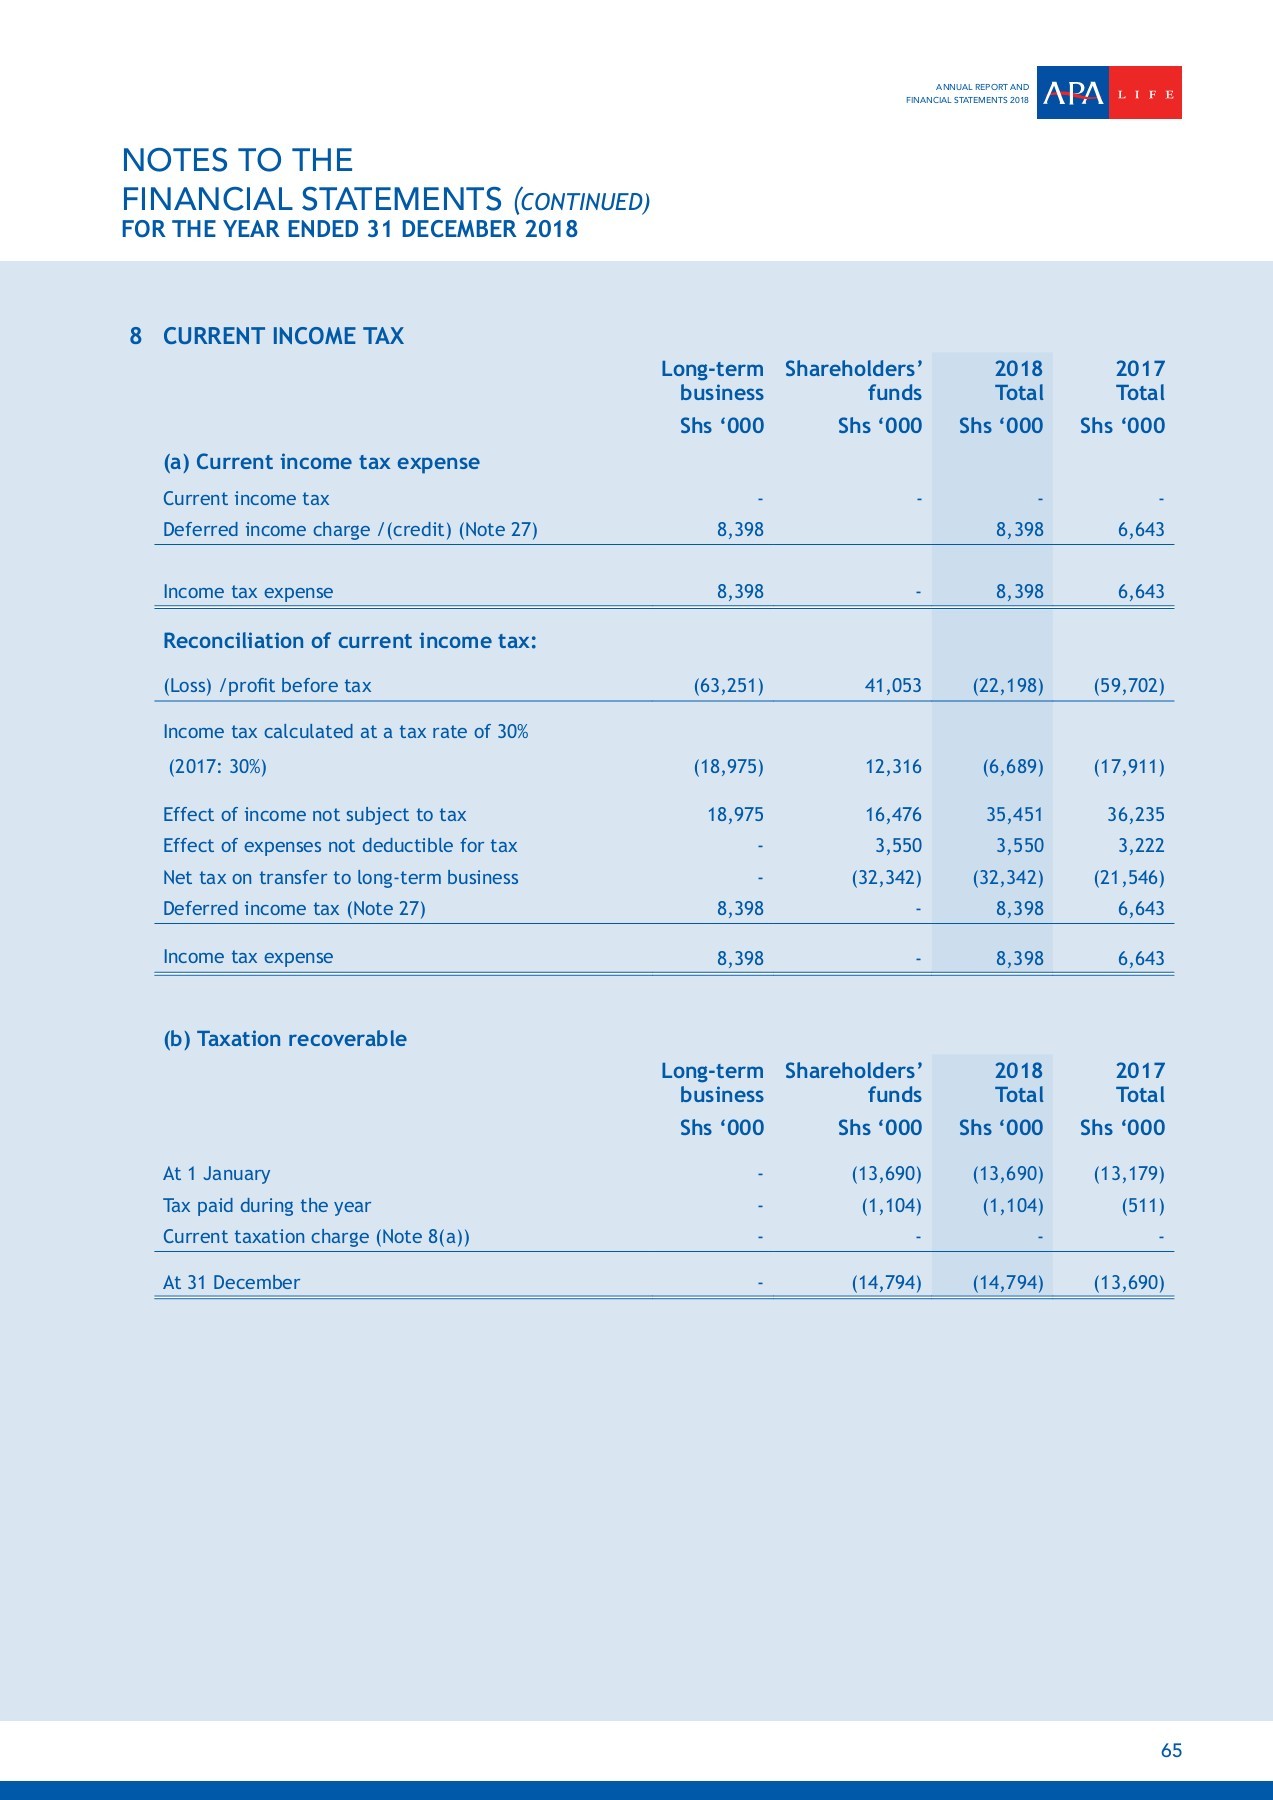 ANNUAL REPORT AND
FINANCIAL STATEMENTS 2018
APA LIFE
NOTES TO THE
FINANCIAL STATEMENTS (CONTINUED)
FOR THE YEAR ENDED 31 DECEMBER 2018
8 CURRENT INCOME TAX
Long-term Shareholders’ 2018 2017
business funds Total Total
Shs ‘000 Shs ‘000 Shs ‘000 Shs ‘000
(a) Current income tax expense
Current income tax - - - -
Deferred income charge /(credit) (Note 27) 8,398 8,398 6,643
Income tax expense 8,398 - 8,398 6,643
Reconciliation of current income tax:
(Loss) /profit before tax (63,251) 41,053 (22,198) (59,702)
Income tax calculated at a tax rate of 30%
(2017: 30%) (18,975) 12,316 (6,689) (17,911)
Effect of income not subject to tax 18,975 16,476 35,451 36,235
Effect of expenses not deductible for tax - 3,550 3,550 3,222
Net tax on transfer to long-term business - (32,342) (32,342) (21,546)
Deferred income tax (Note 27) 8,398 - 8,398 6,643
Income tax expense 8,398 - 8,398 6,643
(b) Taxation recoverable
Long-term Shareholders’ 2018 2017
business funds Total Total
Shs ‘000 Shs ‘000 Shs ‘000 Shs ‘000
At 1 January - (13,690) (13,690) (13,179)
Tax paid during the year - (1,104) (1,104) (511)
Current taxation charge (Note 8(a)) - - - -
At 31 December - (14,794) (14,794) (13,690)
65